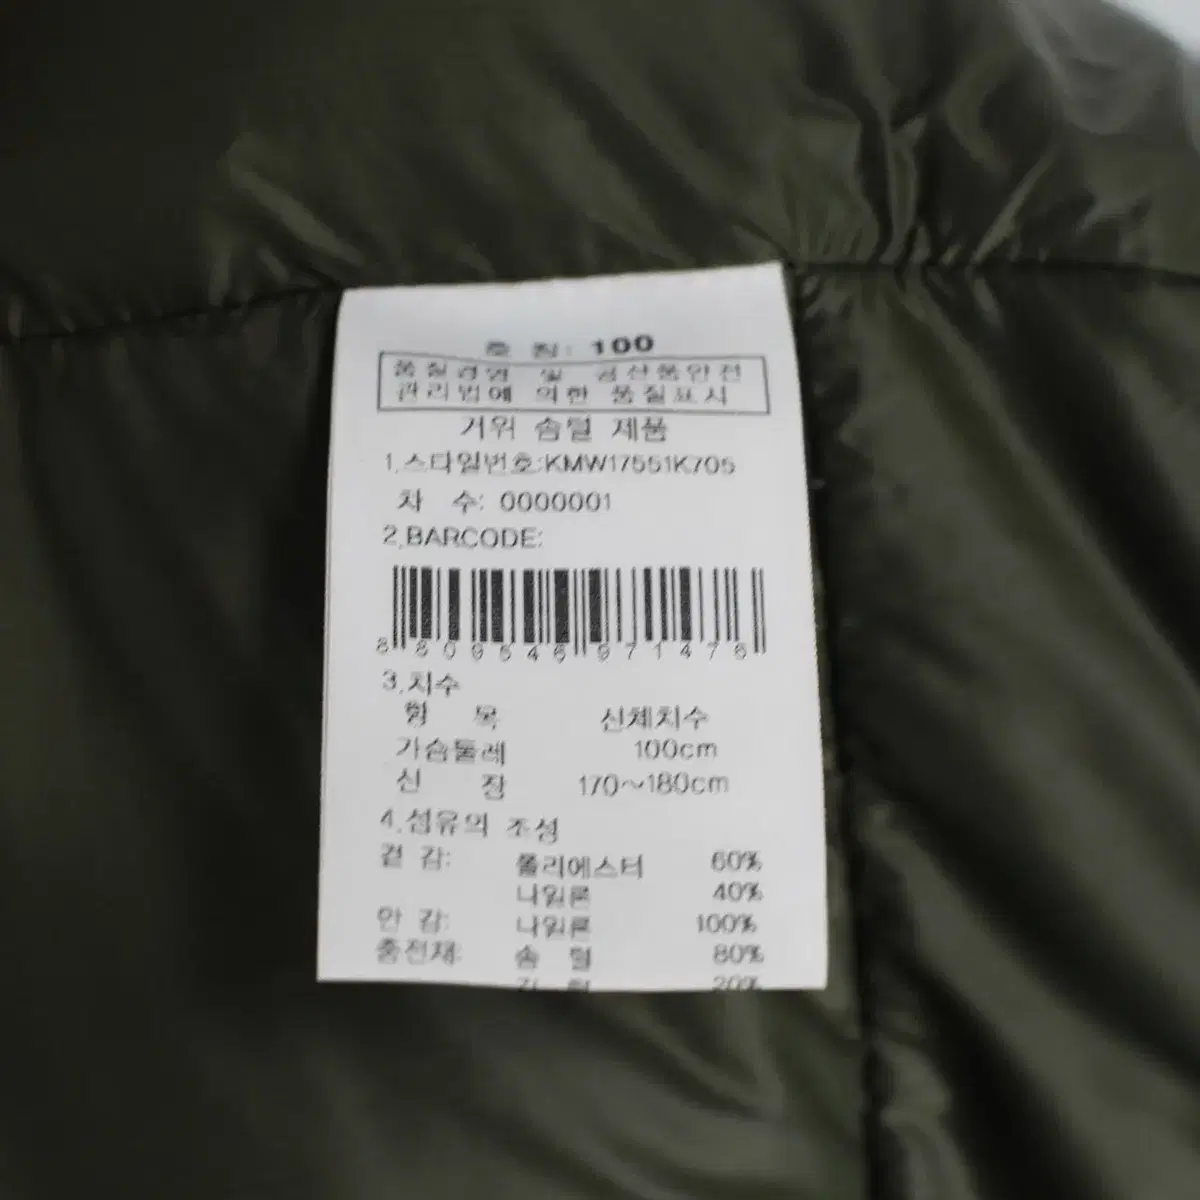 호 칭: 100
품질경영 및 공산품안전
관리법에 의한 품질표시
거위 솜털 제품
1.스타일번호:KMW17551K705
차 수: 0000001
2.BARCODE:
8 809546 971476
3.치수
항 목 신체치수
가슴둘레 100cm
신 장 170~180cm
4.섬유의 조성
겉 감: 폴리에스터 60%
나일론 40%
안 감: 나일론 100%
충전재: 솜 털 80%
깃 털 20%